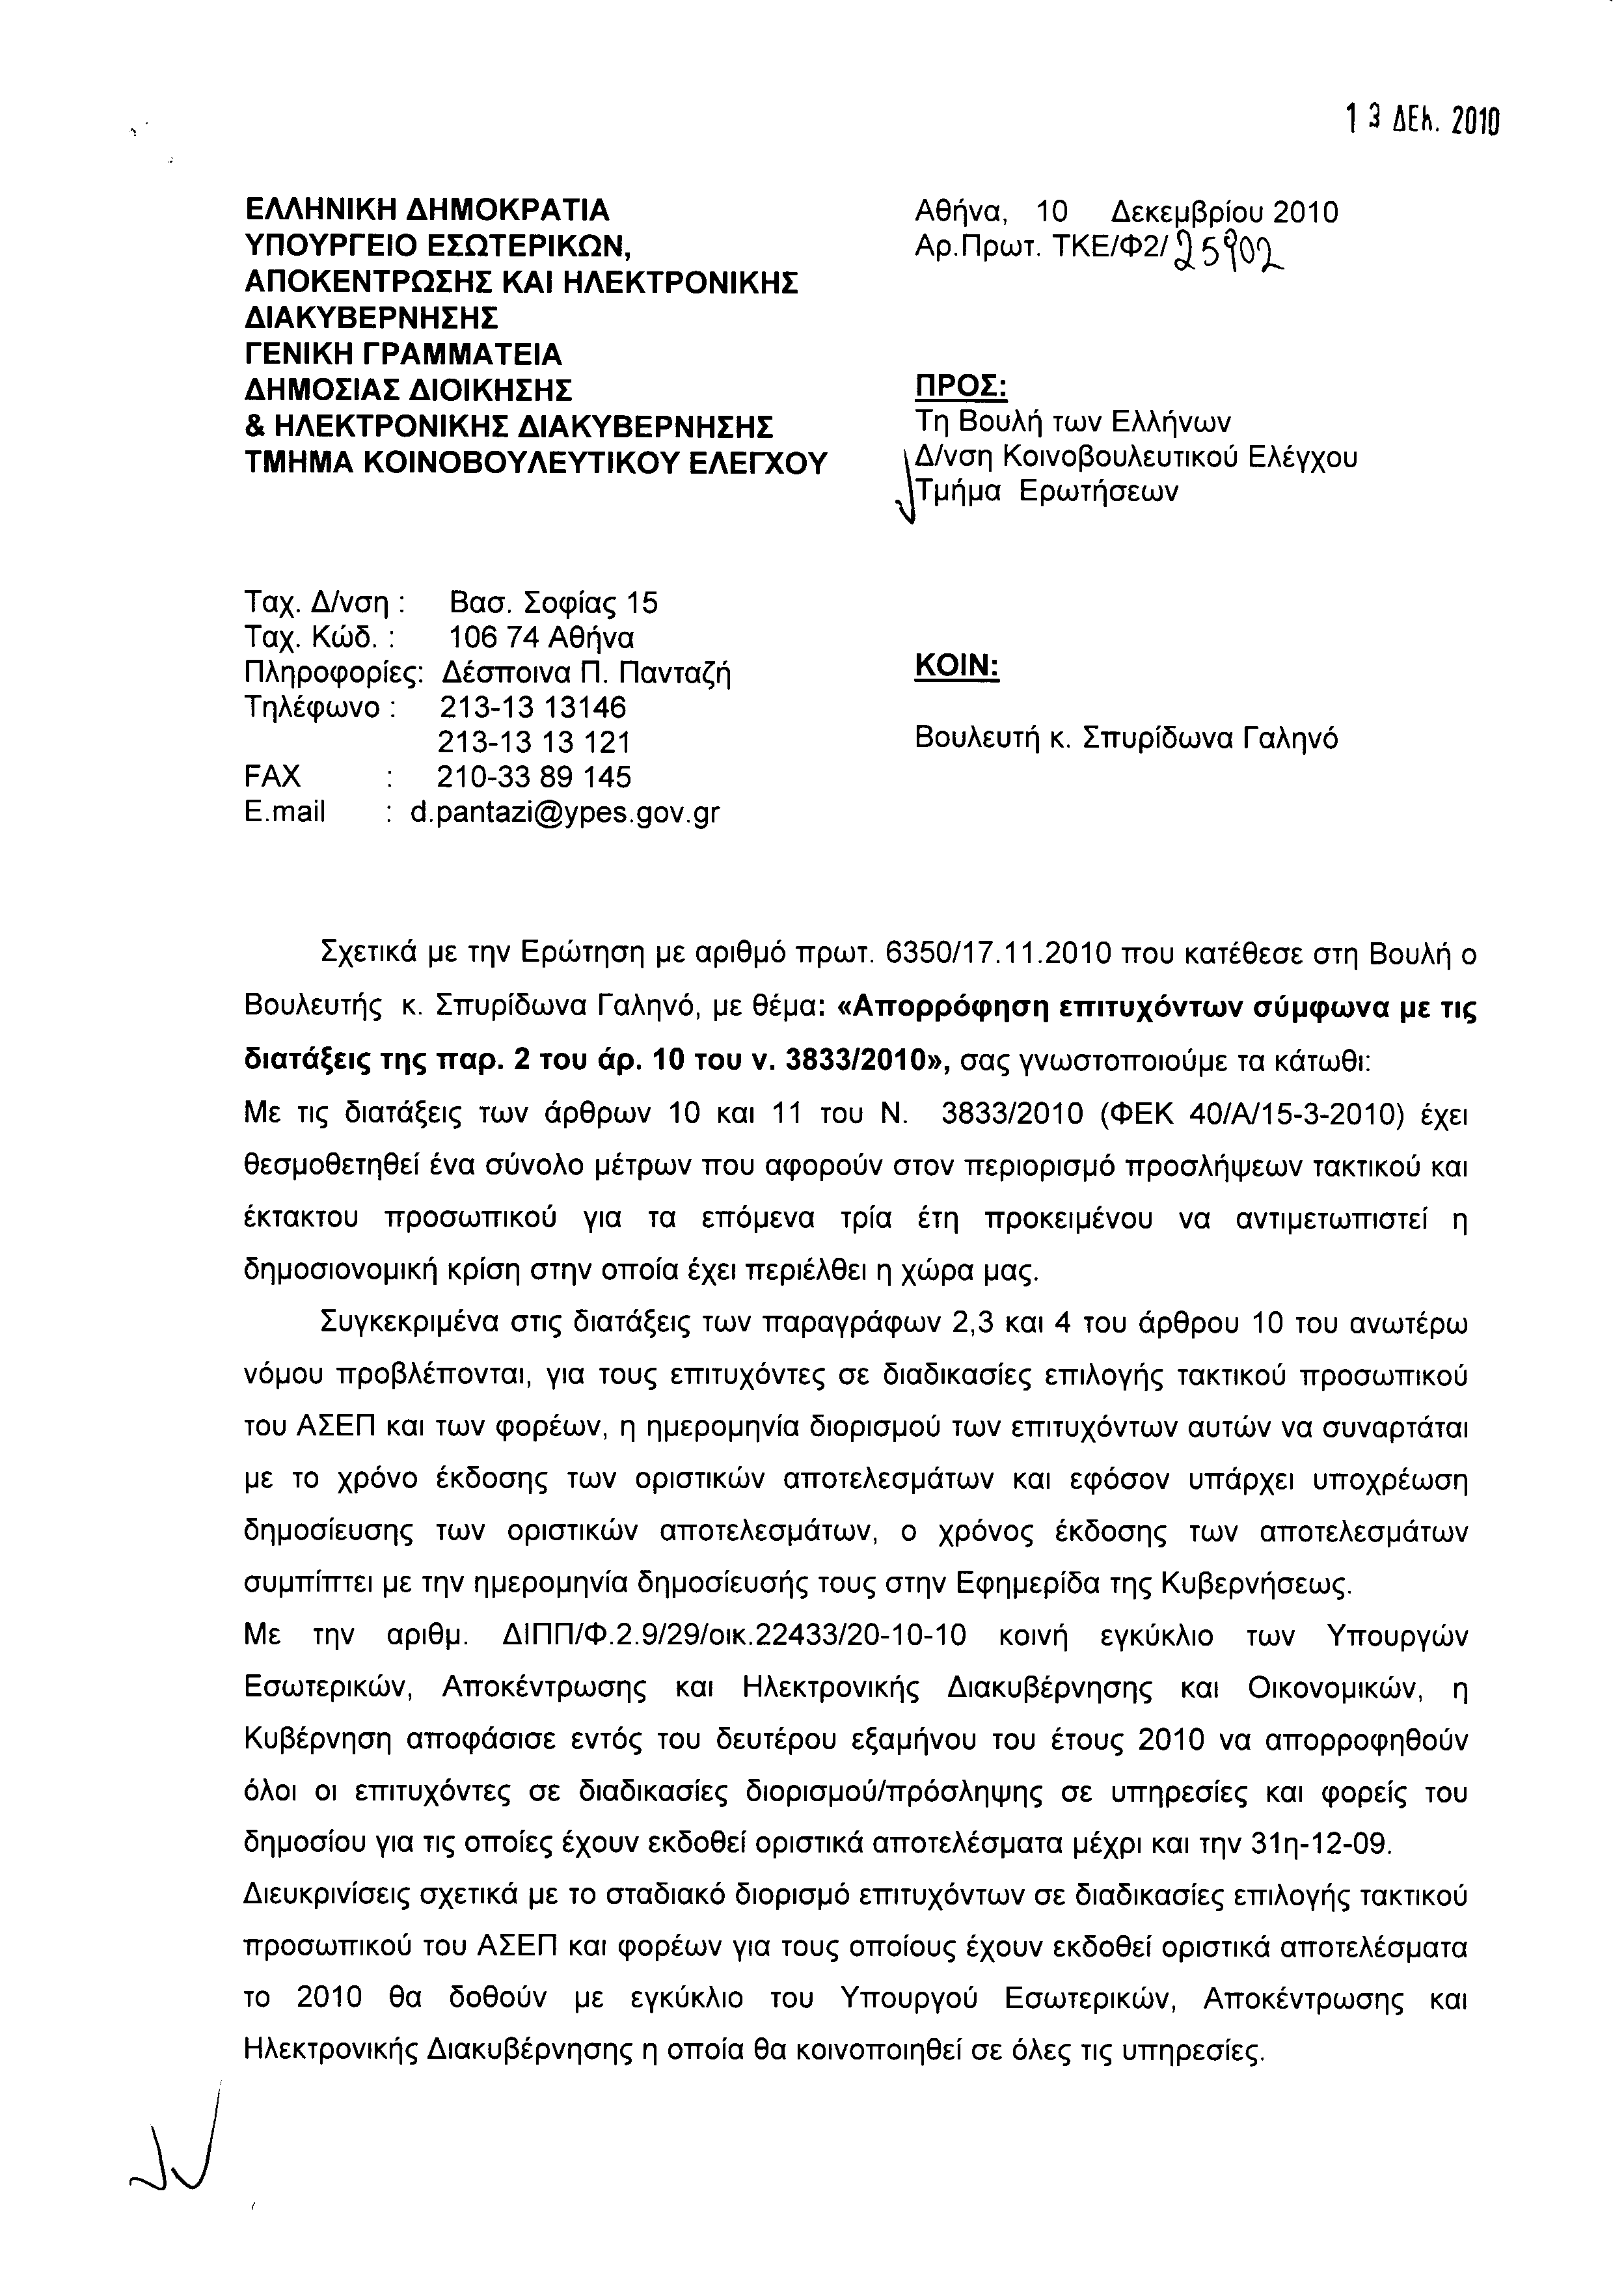 13 ΔΕΚ. 2010
ΕΛΛΗΝΙΚΗ ΔΗΜΟΚΡΑΤΙΑ
ΥΠΟΥΡΓΕΙΟ ΕΣΩΤΕΡΙΚΩΝ,
ΑΠΟΚΕΝΤΡΩΣΗΣ ΚΑΙ ΗΛΕΚΤΡΟΝΙΚΗΣ
ΔΙΑΚΥΒΕΡΝΗΣΗΣ
ΓΕΝΙΚΗ ΓΡΑΜΜΑΤΕΙΑ
ΔΗΜΟΣΙΑΣ ΔΙΟΙΚΗΣΗΣ
& ΗΛΕΚΤΡΟΝΙΚΗΣ ΔΙΑΚΥΒΕΡΝΗΣΗΣ
ΤΜΗΜΑ ΚΟΙΝΟΒΟΥΛΕΥΤΙΚΟΥ ΕΛΕΓΧΟΥ
Αθήνα, 10 Δεκεμβρίου 2010
Αρ.Πρωτ. ΤΚΕ/Φ2/25902
ΠΡΟΣ:
Τη Βουλή των Ελλήνων
Δ/νση Κοινοβουλευτικού Ελέγχου
Τμήμα Ερωτήσεων
Ταχ. Δ/νση : Βασ. Σοφίας 15
Ταχ. Κώδ. : 106 74 Αθήνα
Πληροφορίες: Δέσποινα Π. Πανταζή
Τηλέφωνο : 213-13 13146
213-13 13 121
FAX : 210-33 89 145
E.mail : d.pantazi@ypes.gov.gr
ΚΟΙΝ:
Βουλευτή κ. Σπυρίδωνα Γαληνό
Σχετικά με την Ερώτηση με αριθμό πρωτ. 6350/17.11.2010 που κατέθεσε στη Βουλή ο
Βουλευτής κ. Σπυρίδωνα Γαληνό, με θέμα: «Απορρόφηση επιτυχόντων σύμφωνα με τις
διατάξεις της παρ. 2 του άρ. 10 του ν. 3833/2010», σας γνωστοποιούμε τα κάτωθι:
Με τις διατάξεις των άρθρων 10 και 11 του Ν. 3833/2010 (ΦΕΚ 40/Α/15-3-2010) έχει
θεσμοθετηθεί ένα σύνολο μέτρων που αφορούν στον περιορισμό προσλήψεων τακτικού και
έκτακτου προσωπικού για τα επόμενα τρία έτη προκειμένου να αντιμετωπιστεί η
δημοσιονομική κρίση στην οποία έχει περιέλθει η χώρα μας.
Συγκεκριμένα στις διατάξεις των παραγράφων 2,3 και 4 του άρθρου 10 του ανωτέρω
νόμου προβλέπονται, για τους επιτυχόντες σε διαδικασίες επιλογής τακτικού προσωπικού
του ΑΣΕΠ και των φορέων, η ημερομηνία διορισμού των επιτυχόντων αυτών να συναρτάται
με το χρόνο έκδοσης των οριστικών αποτελεσμάτων και εφόσον υπάρχει υποχρέωση
δημοσίευσης των οριστικών αποτελεσμάτων, ο χρόνος έκδοσης των αποτελεσμάτων
συμπίπτει με την ημερομηνία δημοσίευσής τους στην Εφημερίδα της Κυβερνήσεως.
Με την αριθμ. ΔΙΠΠ/Φ.2.9/29/οικ.22433/20-10-10 κοινή εγκύκλιο των Υπουργών
Εσωτερικών, Αποκέντρωσης και Ηλεκτρονικής Διακυβέρνησης και Οικονομικών, η
Κυβέρνηση αποφάσισε εντός του δευτέρου εξαμήνου του έτους 2010 να απορροφηθούν
όλοι οι επιτυχόντες σε διαδικασίες διορισμού/πρόσληψης σε υπηρεσίες και φορείς του
δημοσίου για τις οποίες έχουν εκδοθεί οριστικά αποτελέσματα μέχρι και την 31η-12-09.
Διευκρινίσεις σχετικά με το σταδιακό διορισμό επιτυχόντων σε διαδικασίες επιλογής τακτικού
προσωπικού του ΑΣΕΠ και φορέων για τους οποίους έχουν εκδοθεί οριστικά αποτελέσματα
το 2010 θα δοθούν με εγκύκλιο του Υπουργού Εσωτερικών, Αποκέντρωσης και
Ηλεκτρονικής Διακυβέρνησης η οποία θα κοινοποιηθεί σε όλες τις υπηρεσίες.